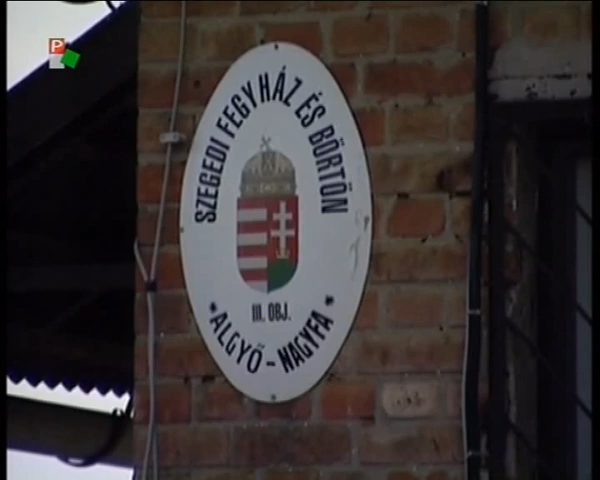 P
SZEGEDI FEGYHÁZ ÉS BÖRTÖN
III. OBJ.
* ALGYŐ - NAGYFA *